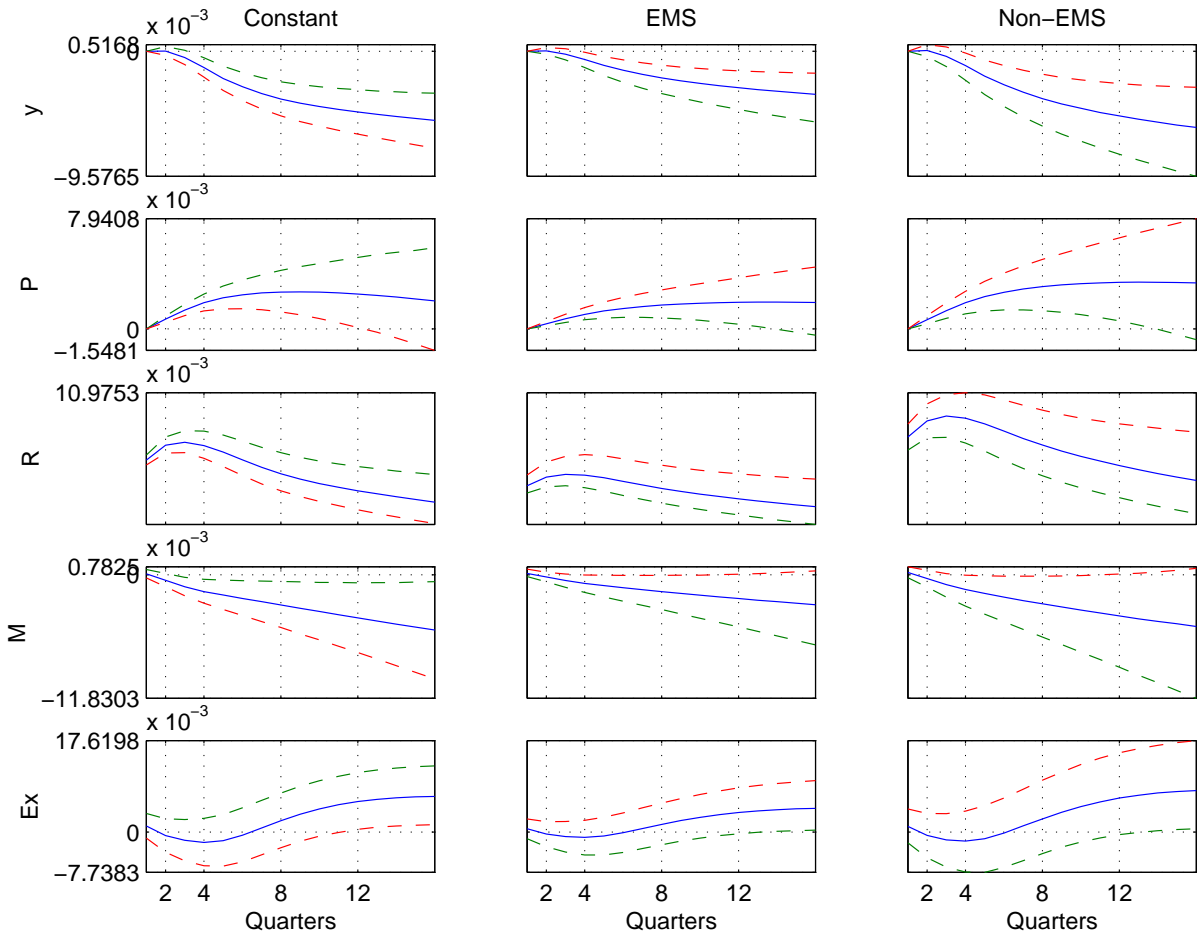 Constant EMS Non−EMS
x 10−3
0.5168
0
y
−9.5765
x 10−3
7.9408
P
0
−1.5481
x 10−3
10.9753
R
x 10−3
0.7825
0
M
−11.8303
x 10−3
17.6198
Ex
0
−7.7383
2 4 8 12 2 4 8 12 2 4 8 12
Quarters Quarters Quarters